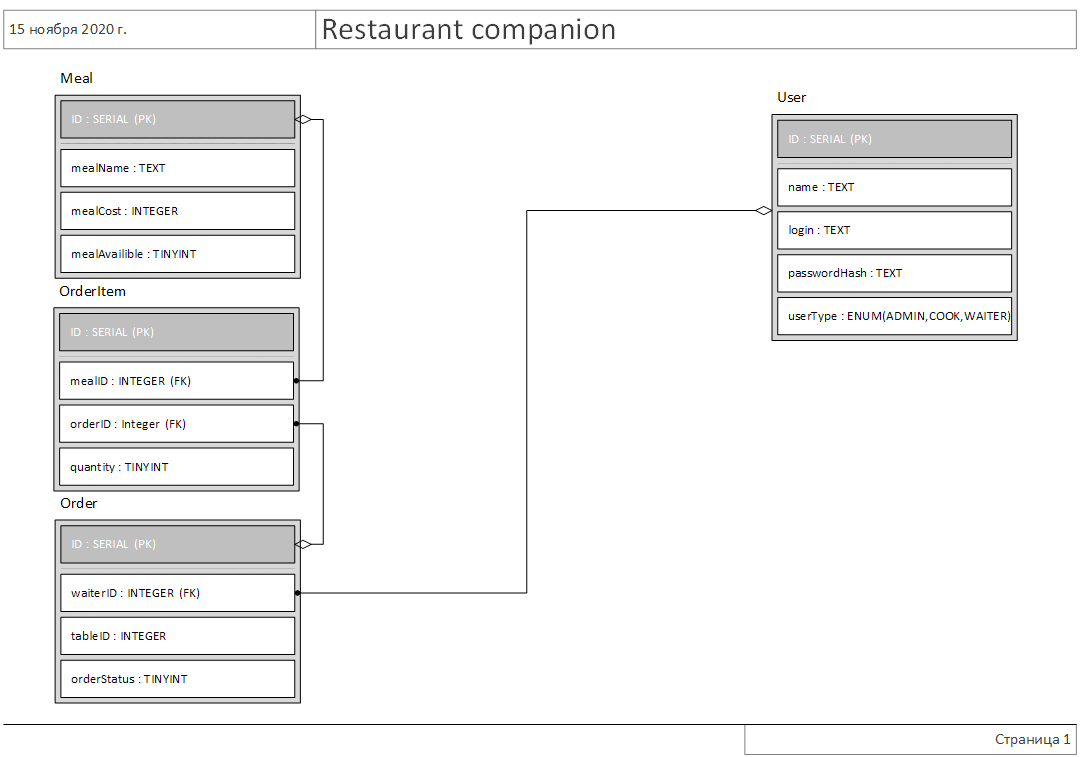 15 ноября 2020 г.
Restaurant companion
Meal
ID : SERIAL (PK)
mealName : TEXT
mealCost : INTEGER
mealAvailible : TINYINT
OrderItem
ID : SERIAL (PK)
mealID : INTEGER (FK)
orderID : Integer (FK)
quantity : TINYINT
Order
ID : SERIAL (PK)
waiterID : INTEGER (FK)
tableID : INTEGER
orderStatus : TINYINT
User
ID : SERIAL (PK)
name : TEXT
login : TEXT
passwordHash : TEXT
userType : ENUM(ADMIN,COOK,WAITER)
Страница 1